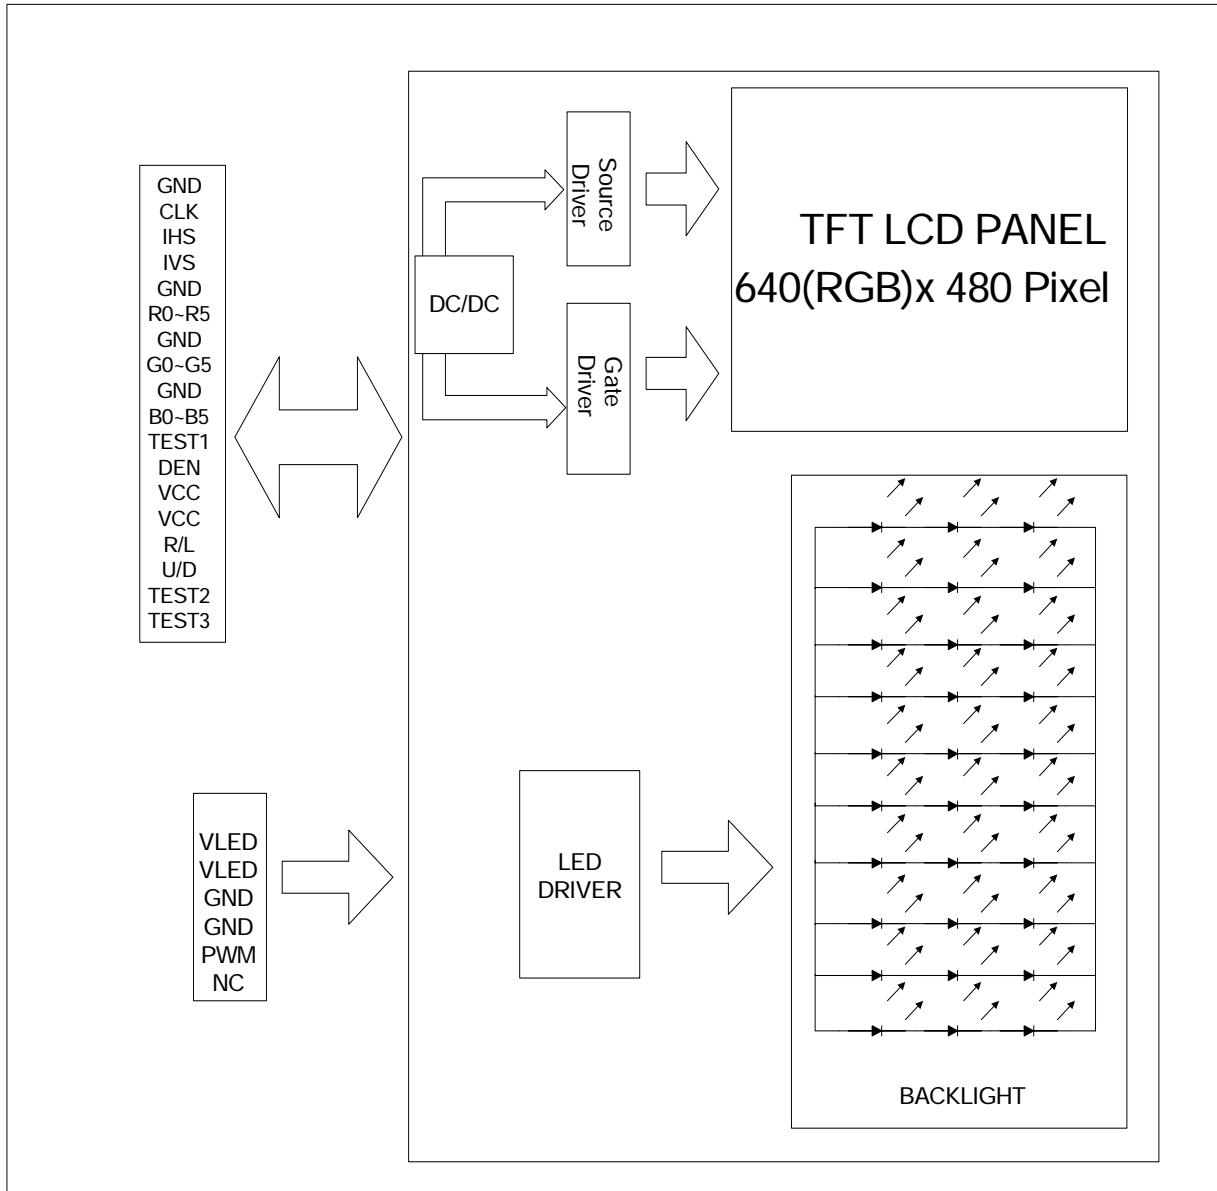 GND
CLK
IHS
IVS
GND
R0~R5
GND
G0~G5
GND
B0~B5
TEST1
DEN
VCC
VCC
R/L
U/D
TEST2
TEST3
VLED
VLED
GND
GND
PWM
NC
DC/DC
Source
Driver
Gate
Driver
TFT LCD PANEL
640(RGB)x 480 Pixel
LED
DRIVER
BACKLIGHT